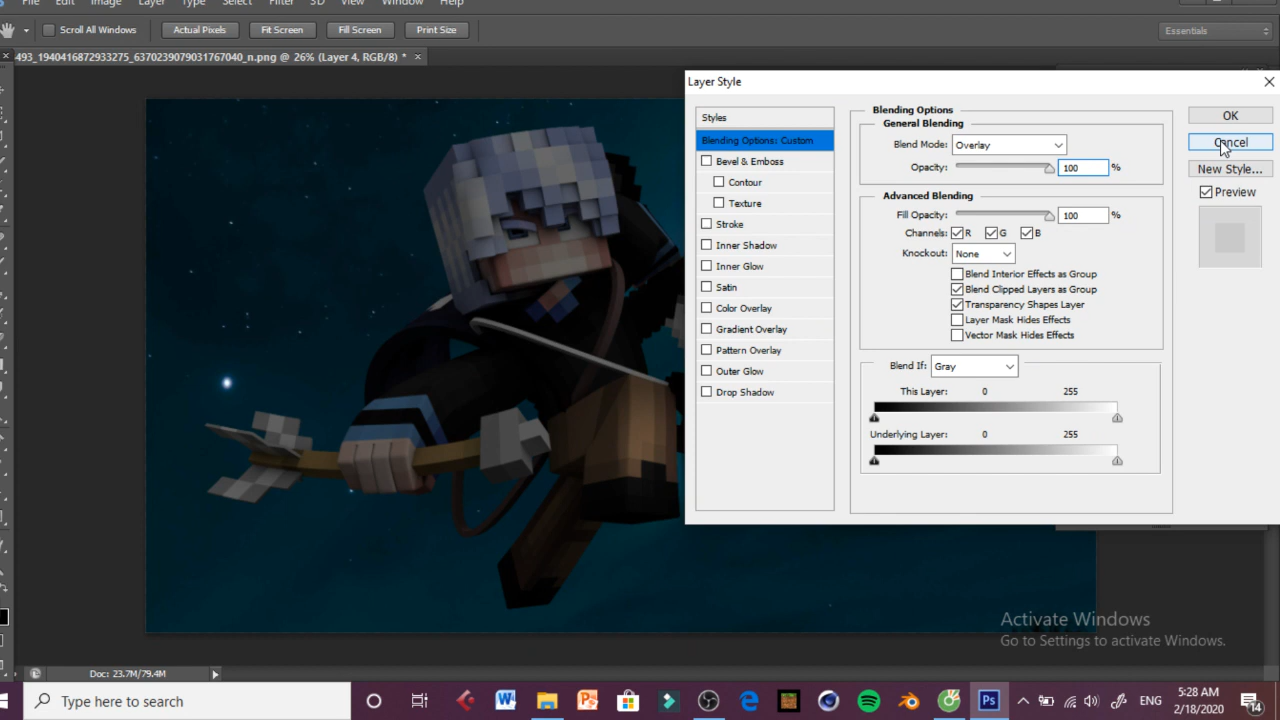 File Edit Image Layer Type Select Filter 3D View Window Help
Scroll All Windows Actual Pixels Fit Screen Fill Screen Print Size Essentials
493_1940416872933275_6370239079031767040_n.png @ 26% (Layer 4, RGB/8) * ×
Layer Style
Styles
Blending Options: Custom
Bevel & Emboss
Contour
Texture
Stroke
Inner Shadow
Inner Glow
Satin
Color Overlay
Gradient Overlay
Pattern Overlay
Outer Glow
Drop Shadow
Blending Options
General Blending
Blend Mode: Overlay
Opacity: 100 %
Advanced Blending
Fill Opacity: 100 %
Channels: R G B
Knockout: None
Blend Interior Effects as Group
Blend Clipped Layers as Group
Transparency Shapes Layer
Layer Mask Hides Effects
Vector Mask Hides Effects
Blend If: Gray
This Layer: 0 255
Underlying Layer: 0 255
OK
Cancel
New Style...
Preview
Activate Windows
Go to Settings to activate Windows.
Doc: 23.7M/79.4M
Type here to search
ENG
5:28 AM
2/18/2020
14